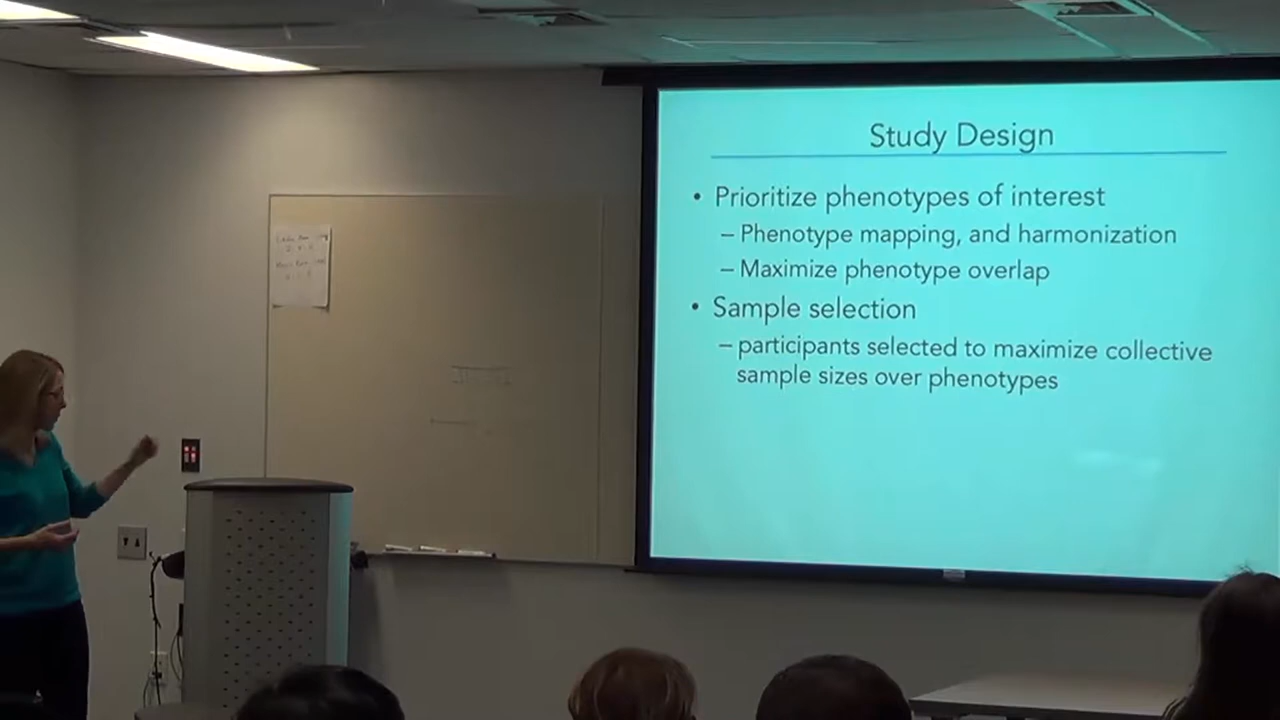 Study Design
• Prioritize phenotypes of interest
– Phenotype mapping, and harmonization
– Maximize phenotype overlap
• Sample selection
– participants selected to maximize collective
sample sizes over phenotypes